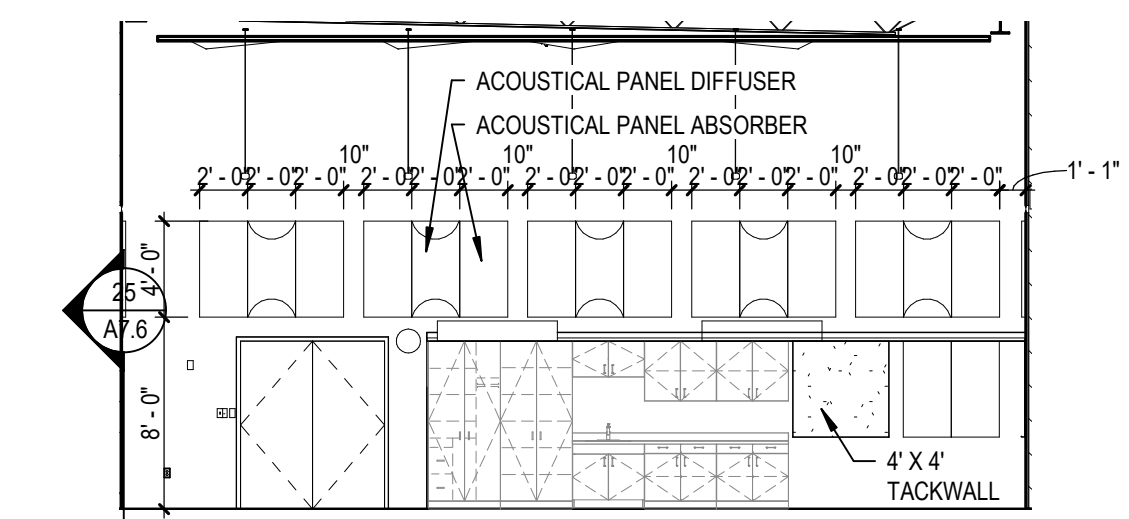 ACOUSTICAL PANEL DIFFUSER
ACOUSTICAL PANEL ABSORBER
10" 10" 10" 10"
2' - 0" 2' - 0" 2' - 0" 2' - 0" 2' - 0" 2' - 0" 2' - 0" 2' - 0" 2' - 0" 2' - 0" 2' - 0" 2' - 0" 2' - 0" 2' - 0" 2' - 0" 1' - 1"
4' - 0"
25
A7.6
8' - 0"
4' X 4'
TACKWALL